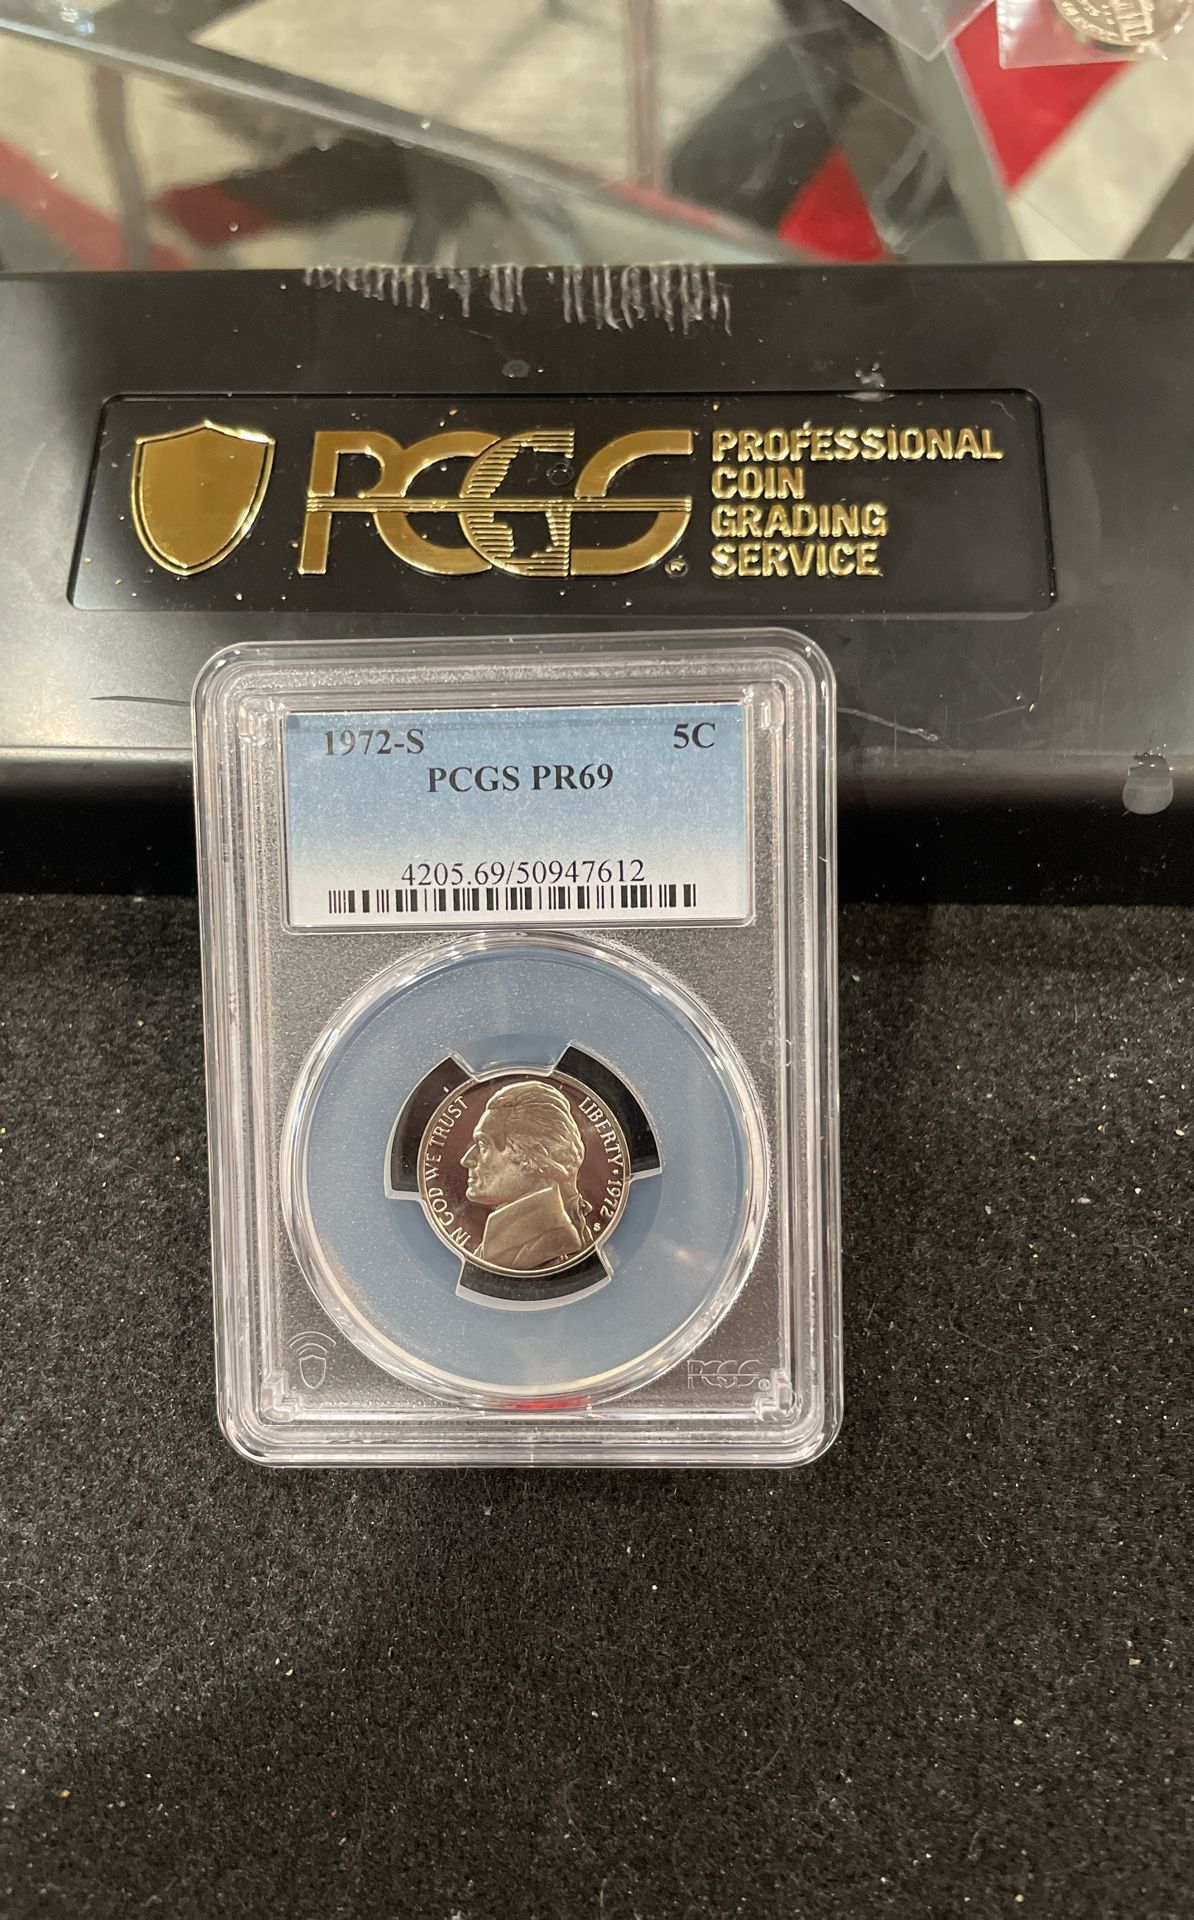 PCGS®
PROFESSIONAL
COIN
GRADING
SERVICE
1972-S 5C
PCGS PR69
4205.69/50947612
IN GOD WE TRUST
LIBERTY * 1972
S
PCGS®